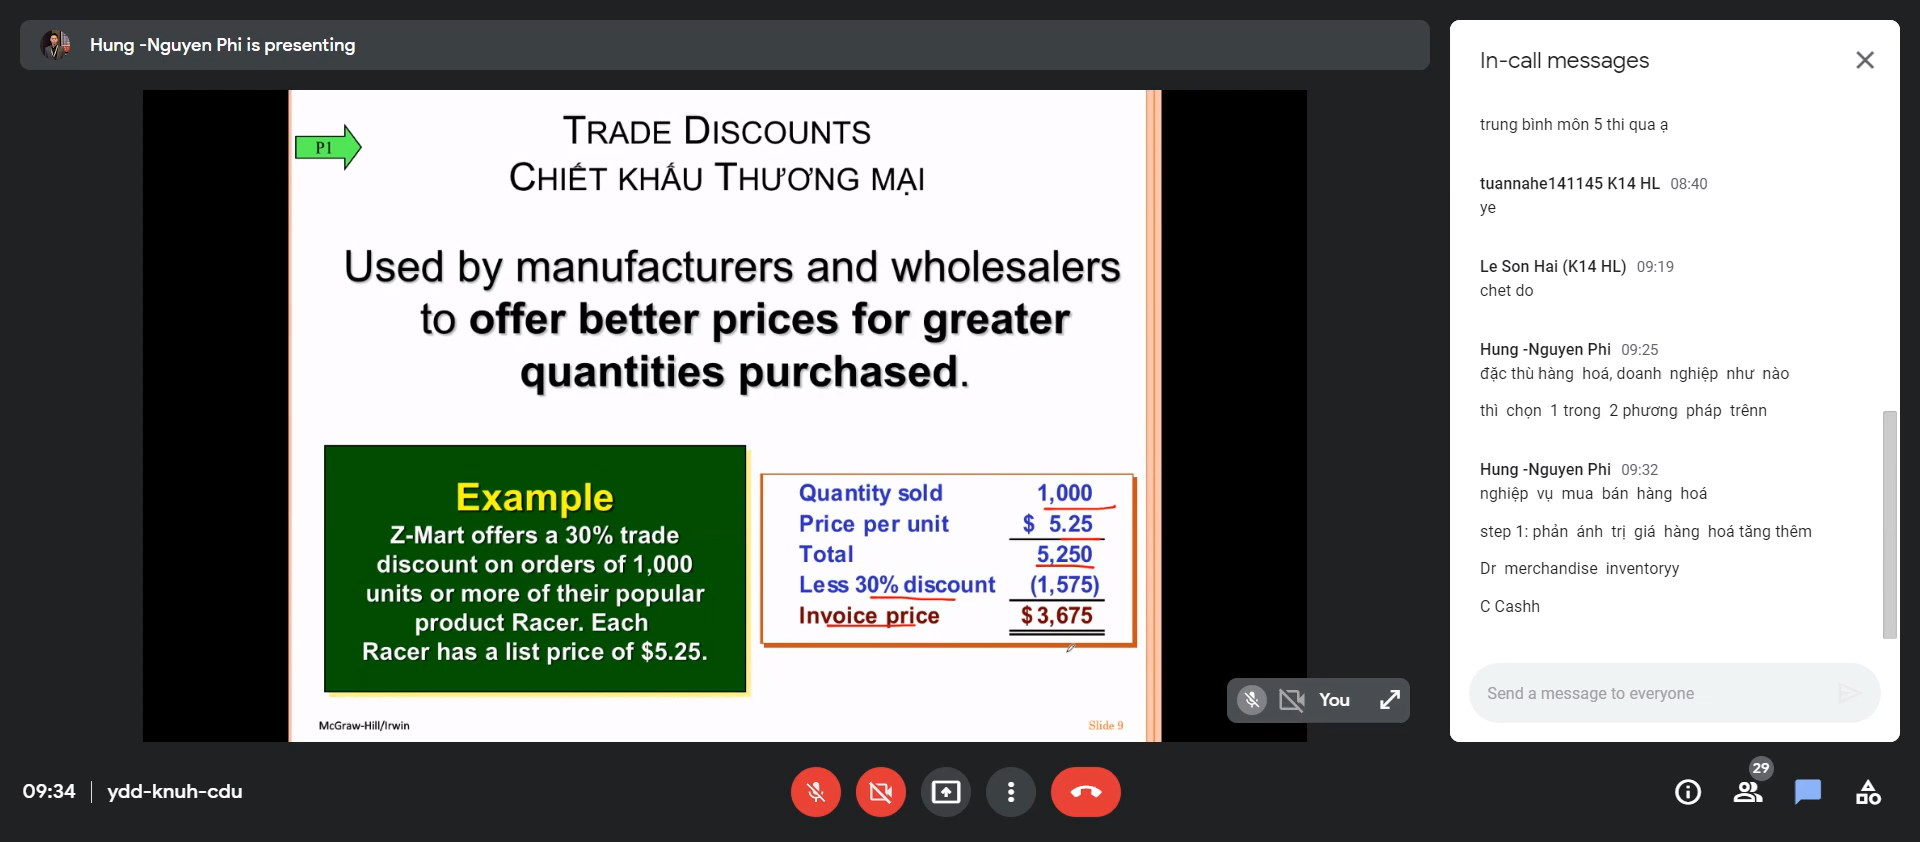 Hung -Nguyen Phi is presenting
P1
TRADE DISCOUNTS
CHIẾT KHẤU THƯƠNG MẠI
Used by manufacturers and wholesalers
to offer better prices for greater
quantities purchased.
Example
Z-Mart offers a 30% trade
discount on orders of 1,000
units or more of their popular
product Racer. Each
Racer has a list price of $5.25.
Quantity sold 1,000
Price per unit $ 5.25
Total 5,250
Less 30% discount (1,575)
Invoice price $ 3,675
McGraw-Hill/Irwin
Slide 9
You
In-call messages
trung bình môn 5 thi qua ạ
tuannahe141145 K14 HL 08:40
ye
Le Son Hai (K14 HL) 09:19
chet do
Hung -Nguyen Phi 09:25
đặc thù hàng hoá, doanh nghiệp như nào
thì chọn 1 trong 2 phương pháp trênn
Hung -Nguyen Phi 09:32
nghiệp vụ mua bán hàng hoá
step 1: phản ánh trị giá hàng hoá tăng thêm
Dr merchandise inventoryy
C Cashh
Send a message to everyone
09:34 | ydd-knuh-cdu
29